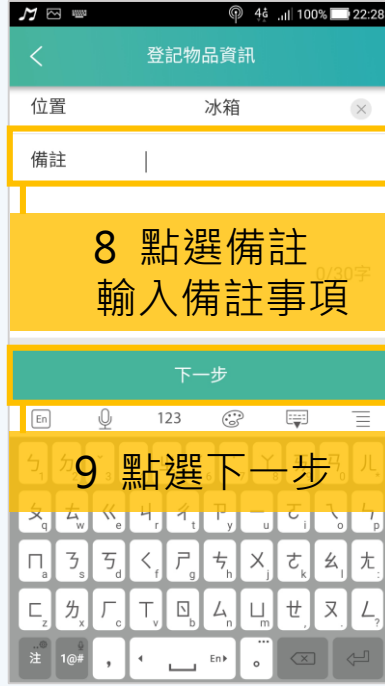 4G 100% 22:28
登記物品資訊
位置 冰箱
備註
8 點選備註
0/30字
輸入備註事項
下一步
En 123
9 點選下一步
ㄆ q ㄊ w ㄍ e ㄐ r ㄔ t ㄗ y ㄧ u ㄛ i ㄟ o ㄣ p
ㄇ a ㄋ s ㄎ d ㄑ f ㄕ g ㄘ h ㄨ j ㄜ k ㄠ l ㄤ
ㄈ z ㄌ x ㄏ c ㄒ v ㄖ b ㄙ n ㄩ m ㄝ ㄡ ㄥ
注 1@# , En 。